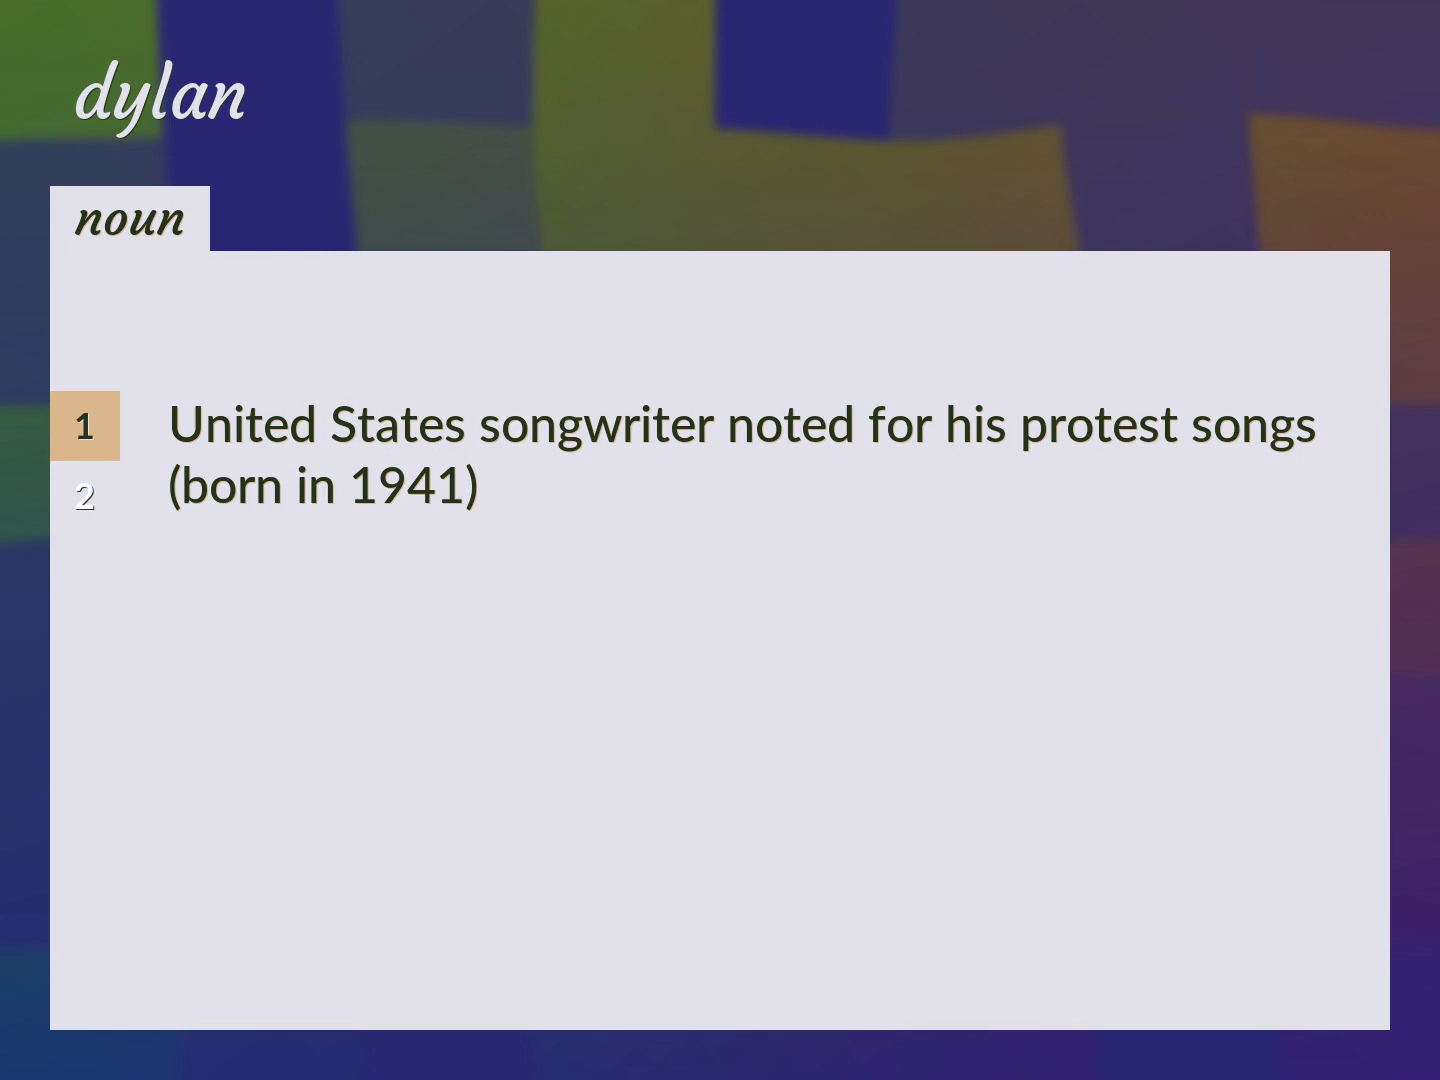 dylan
noun
1 United States songwriter noted for his protest songs
2 (born in 1941)